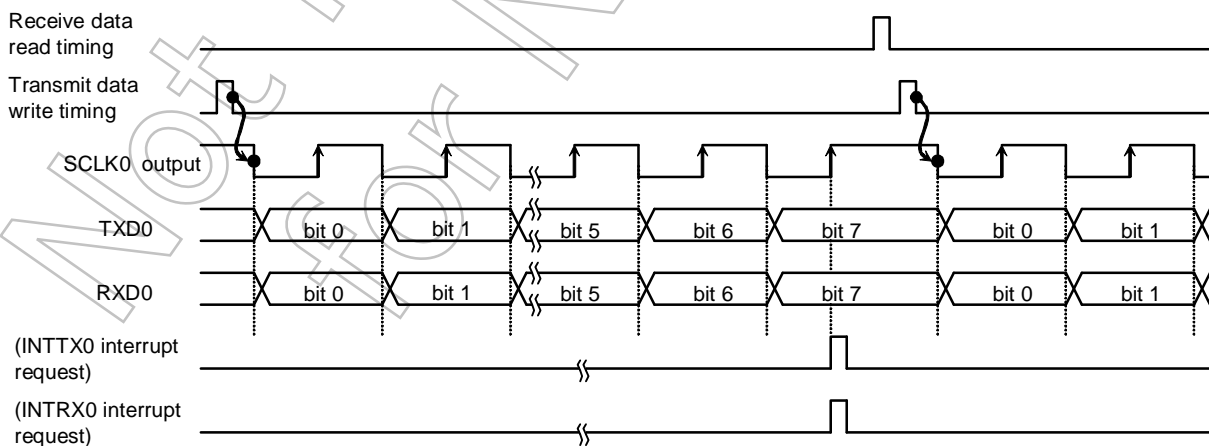 Receive data
read timing
Transmit data
write timing
SCLK0 output
TXD0
bit 0 bit 1 bit 5 bit 6 bit 7 bit 0 bit 1
RXD0
bit 0 bit 1 bit 5 bit 6 bit 7 bit 0 bit 1
(INTTX0 interrupt
request)
(INTRX0 interrupt
request)
Not
for